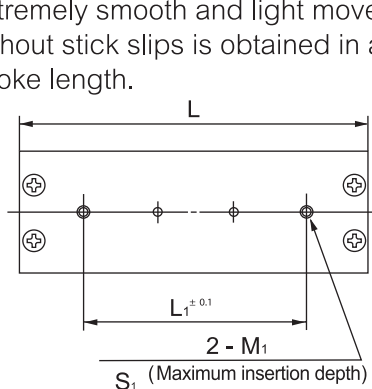 tremely smooth and light move
hout stick slips is obtained in a
oke length.
L
L₁ ± 0.1
2 - M₁
S₁ (Maximum insertion depth)